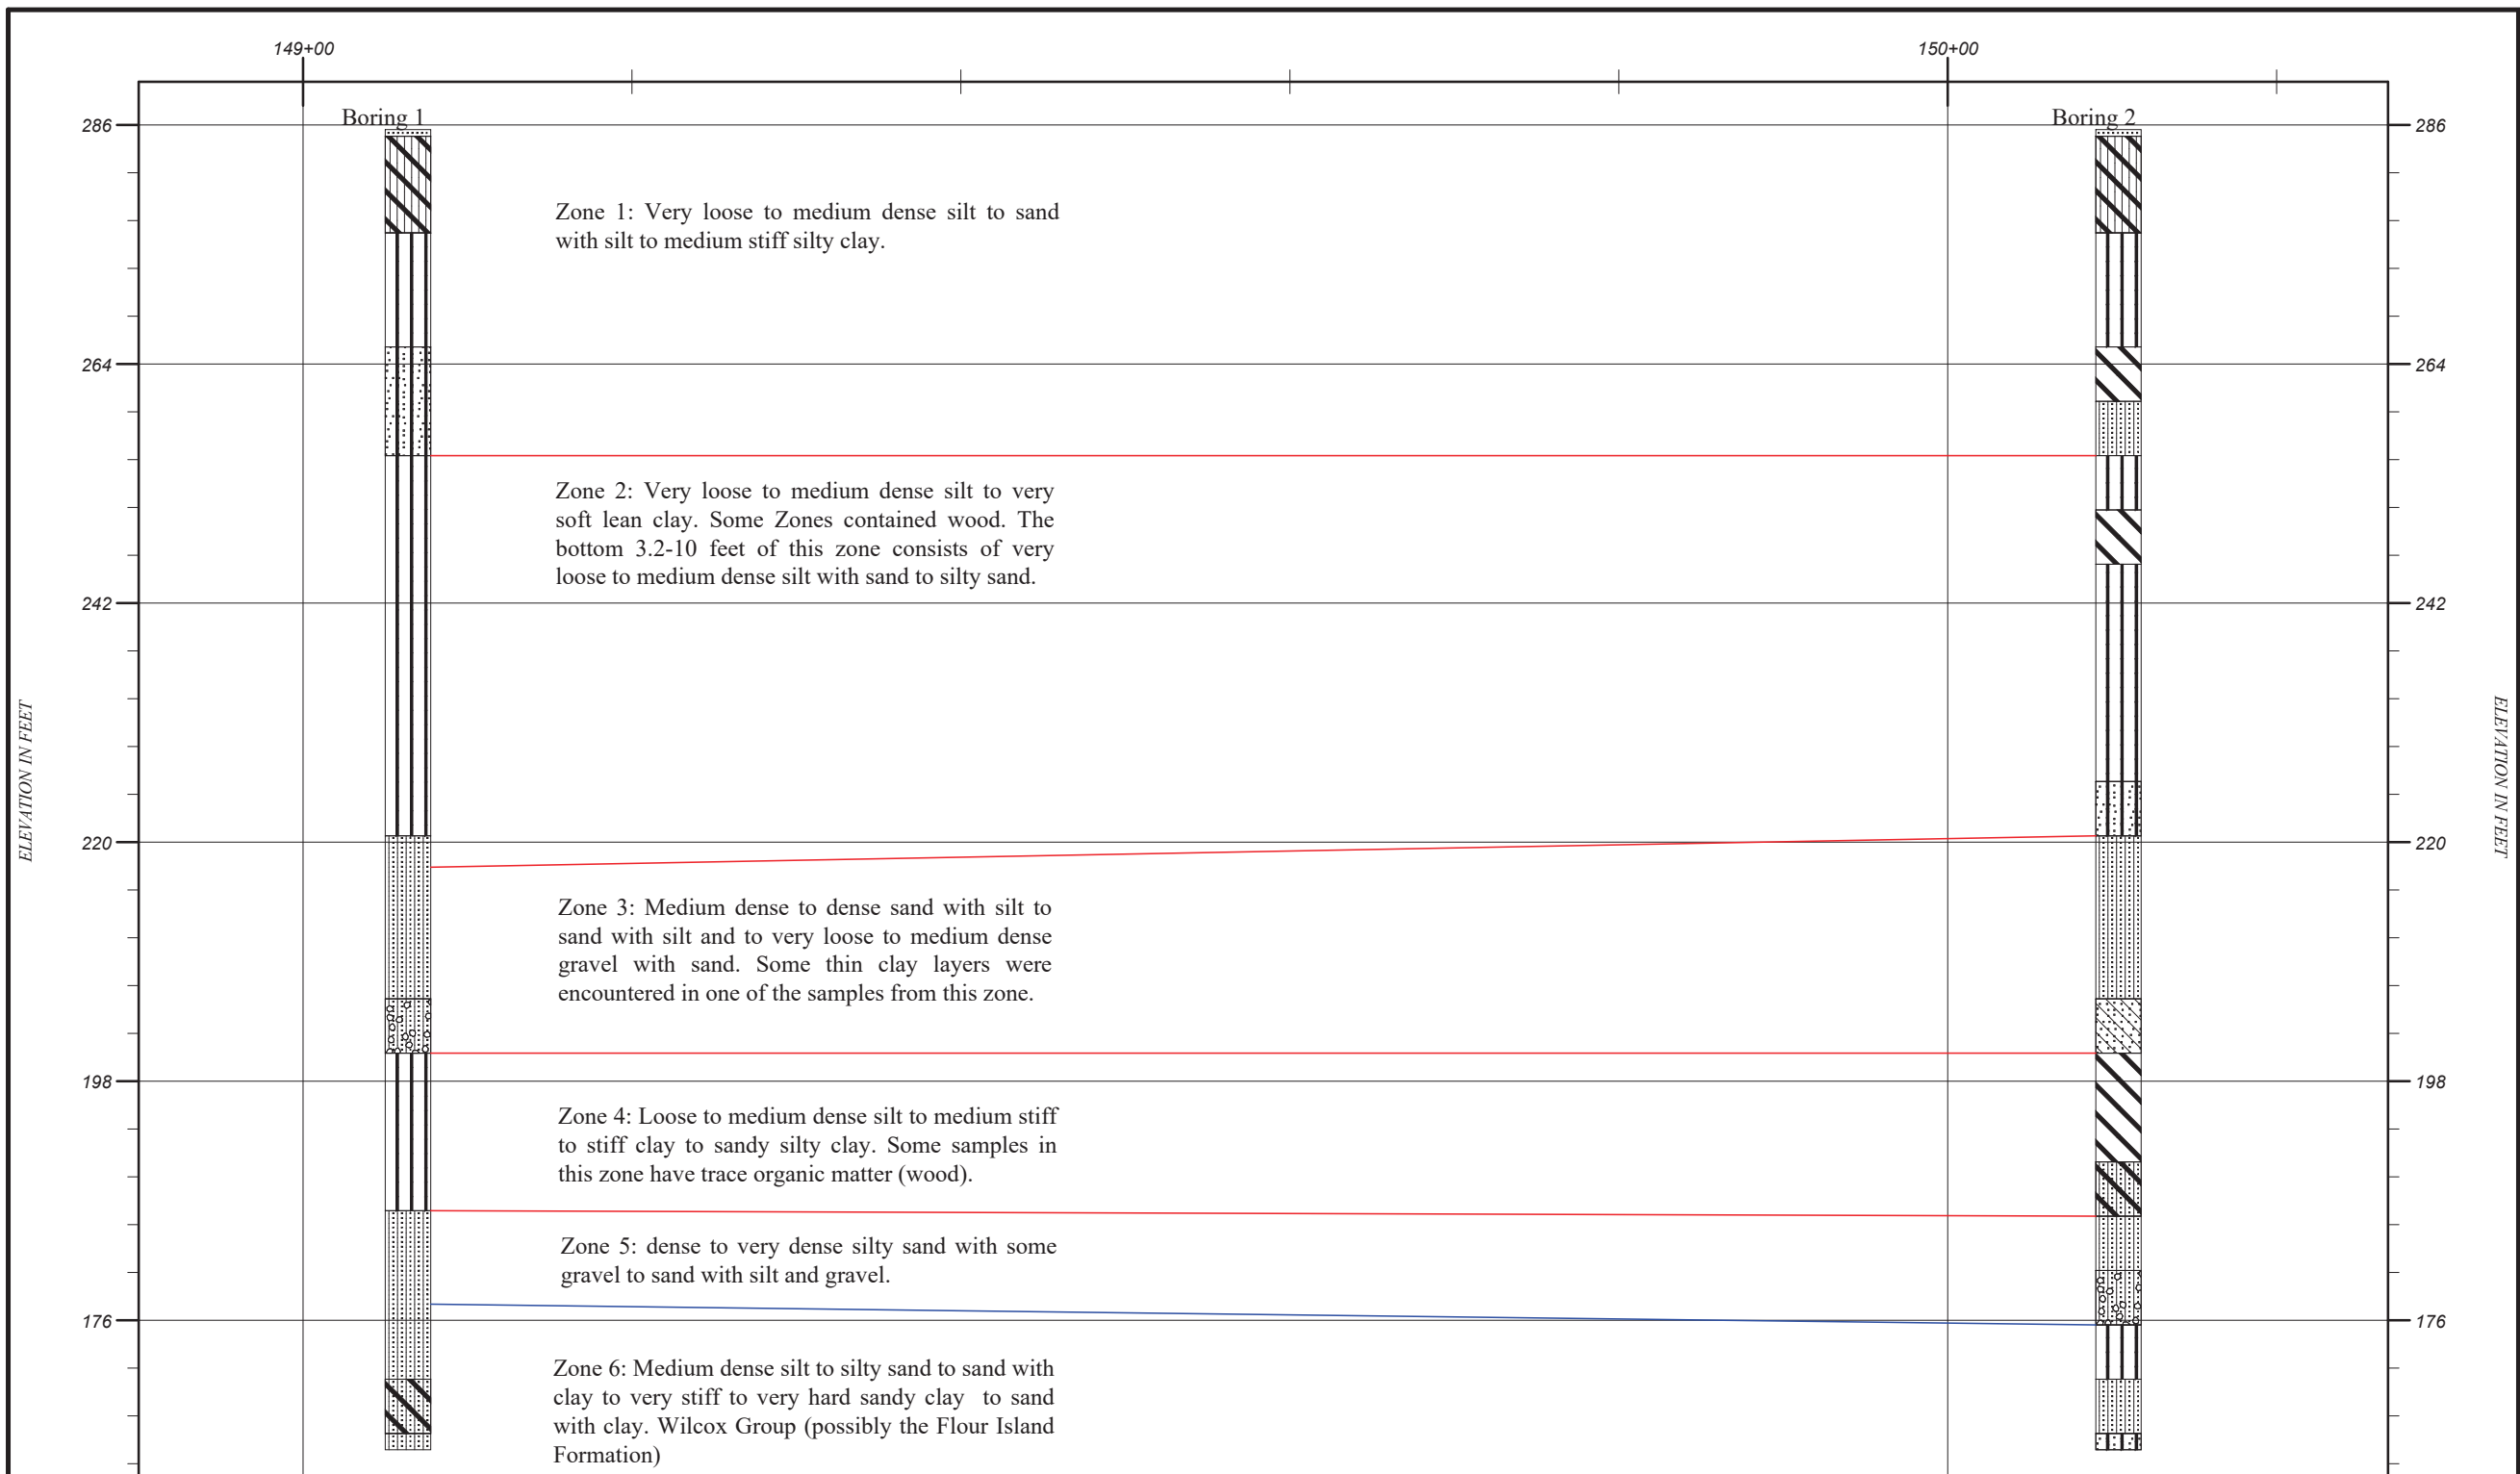 149+00
150+00
Boring 1
Boring 2
286
286
Zone 1: Very loose to medium dense silt to sand
with silt to medium stiff silty clay.
264
264
Zone 2: Very loose to medium dense silt to very
soft lean clay. Some Zones contained wood. The
bottom 3.2-10 feet of this zone consists of very
loose to medium dense silt with sand to silty sand.
242
242
ELEVATION IN FEET
ELEVATION IN FEET
220
220
Zone 3: Medium dense to dense sand with silt to
sand with silt and to very loose to medium dense
gravel with sand. Some thin clay layers were
encountered in one of the samples from this zone.
198
198
Zone 4: Loose to medium dense silt to medium stiff
to stiff clay to sandy silty clay. Some samples in
this zone have trace organic matter (wood).
Zone 5: dense to very dense silty sand with some
gravel to sand with silt and gravel.
176
176
Zone 6: Medium dense silt to silty sand to sand with
clay to very stiff to very hard sandy clay to sand
with clay. Wilcox Group (possibly the Flour Island
Formation)